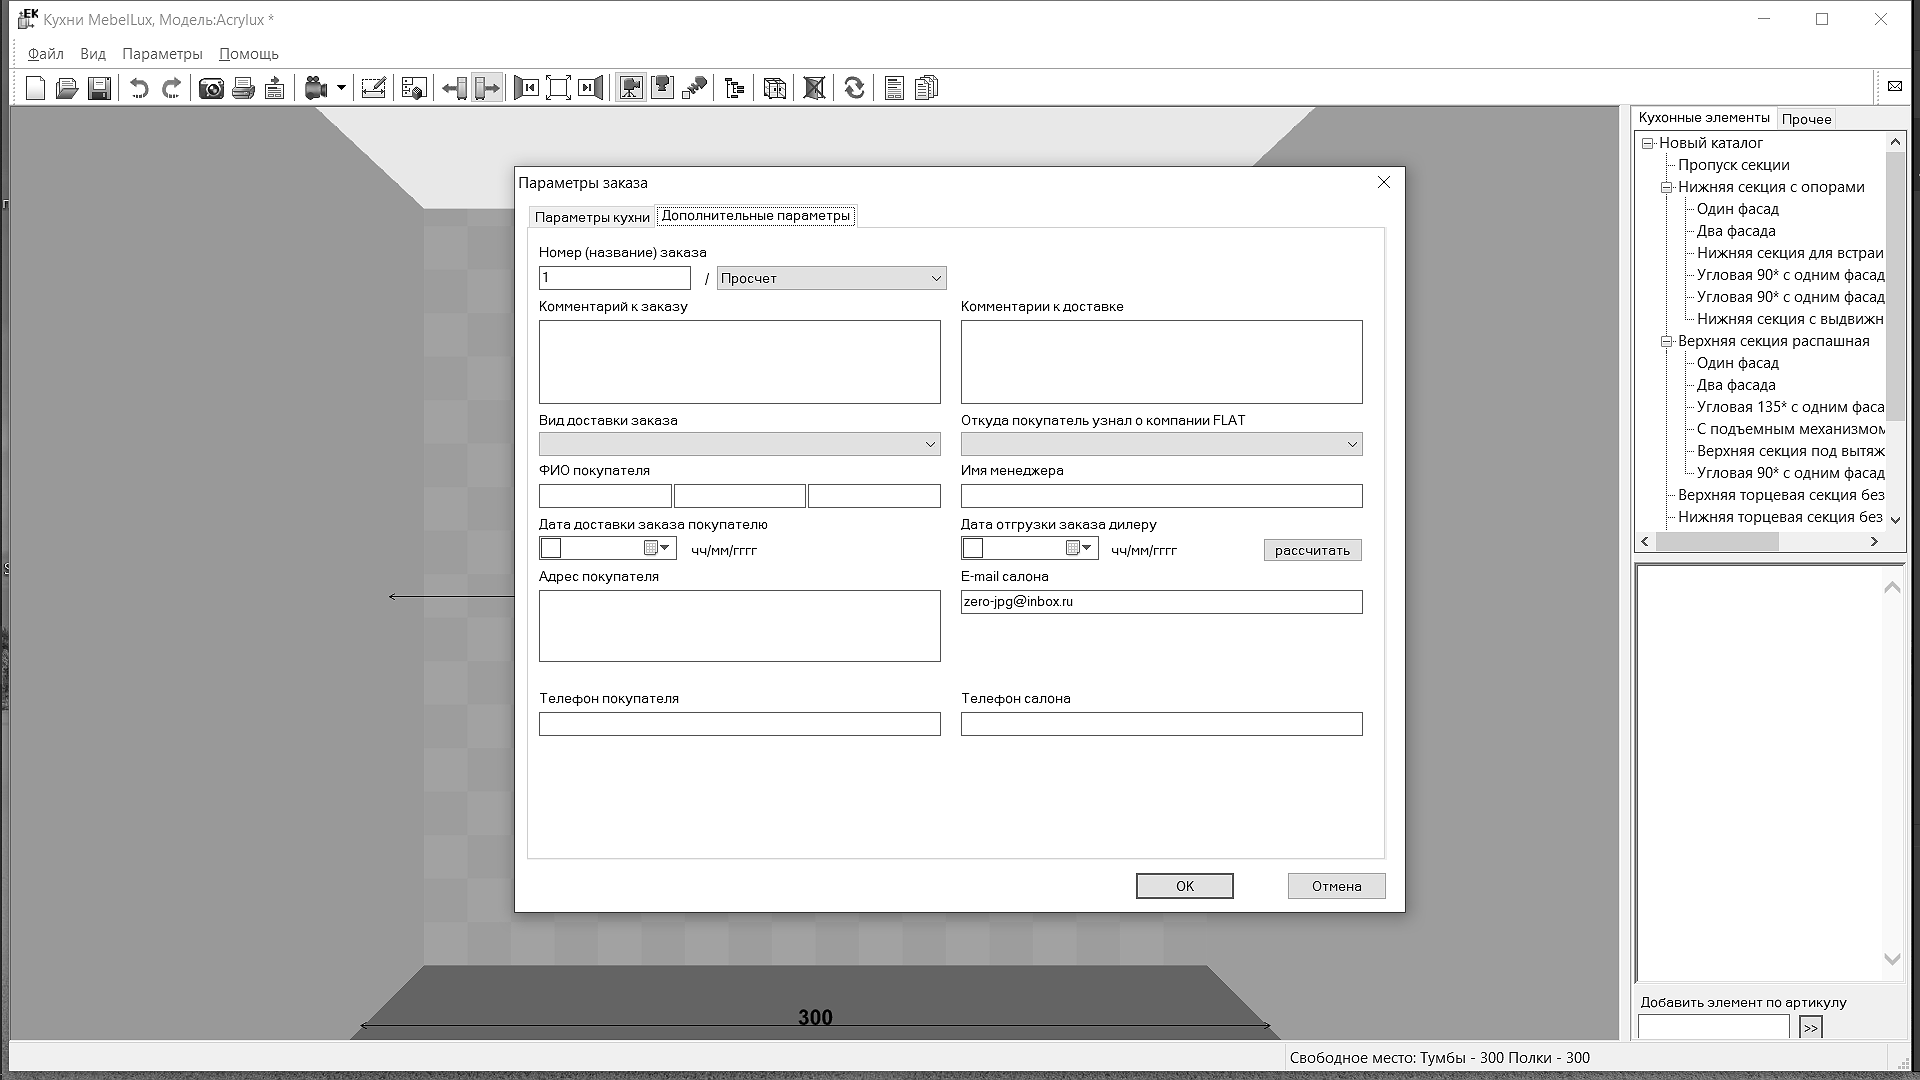 EK Кухни MebelLux, Модель:Acrylux *
Файл Вид Параметры Помощь
Кухонные элементы Прочее
Новый каталог
Пропуск секции
Нижняя секция с опорами
Один фасад
Два фасада
Нижняя секция для встраи
Угловая 90* с одним фасад
Угловая 90* с одним фасад
Нижняя секция с выдвижн
Верхняя секция распашная
Один фасад
Два фасада
Угловая 135* с одним фаса
С подъемным механизмом
Верхняя секция под вытяж
Угловая 90* с одним фасад
Верхняя торцевая секция без
Нижняя торцевая секция без
Параметры заказа
Параметры кухни Дополнительные параметры
Номер (название) заказа
1 / Просчет
Комментарий к заказу Комментарии к доставке
Вид доставки заказа Откуда покупатель узнал о компании FLAT
ФИО покупателя Имя менеджера
Дата доставки заказа покупателю Дата отгрузки заказа дилеру
чч/мм/гггг чч/мм/гггг рассчитать
Адрес покупателя E-mail салона
zero-jpg@inbox.ru
Телефон покупателя Телефон салона
OK Отмена
300
Добавить элемент по артикулу
>>
Свободное место: Тумбы - 300 Полки - 300